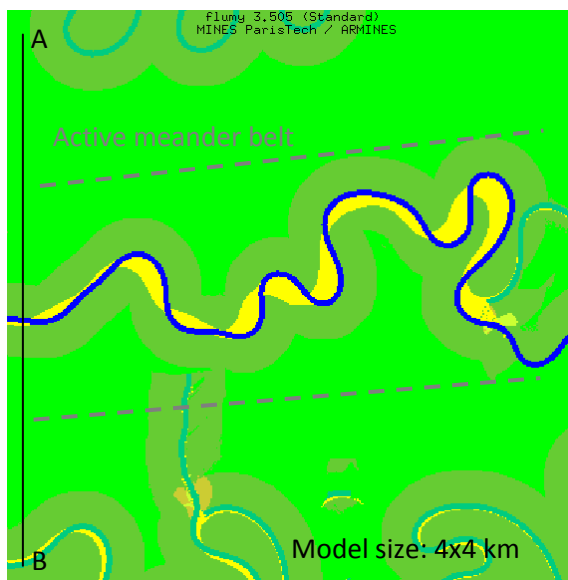 flumy 3.505 (Standard)
MINES ParisTech / ARMINES
A
Active meander belt
B
Model size: 4x4 km